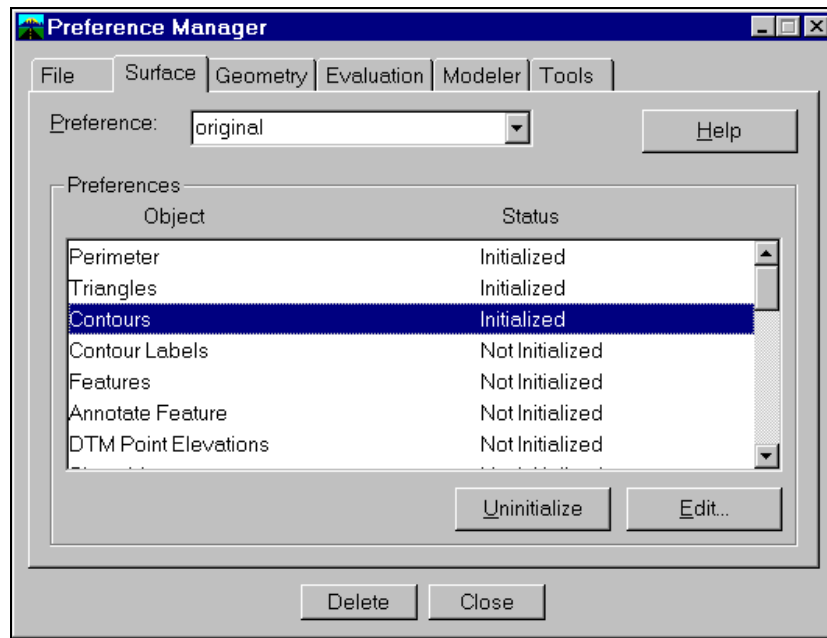 Preference Manager
File Surface Geometry Evaluation Modeler Tools
Preference: original Help
Preferences
Object Status
Perimeter Initialized
Triangles Initialized
Contours Initialized
Contour Labels Not Initialized
Features Not Initialized
Annotate Feature Not Initialized
DTM Point Elevations Not Initialized
Uninitialize Edit...
Delete Close